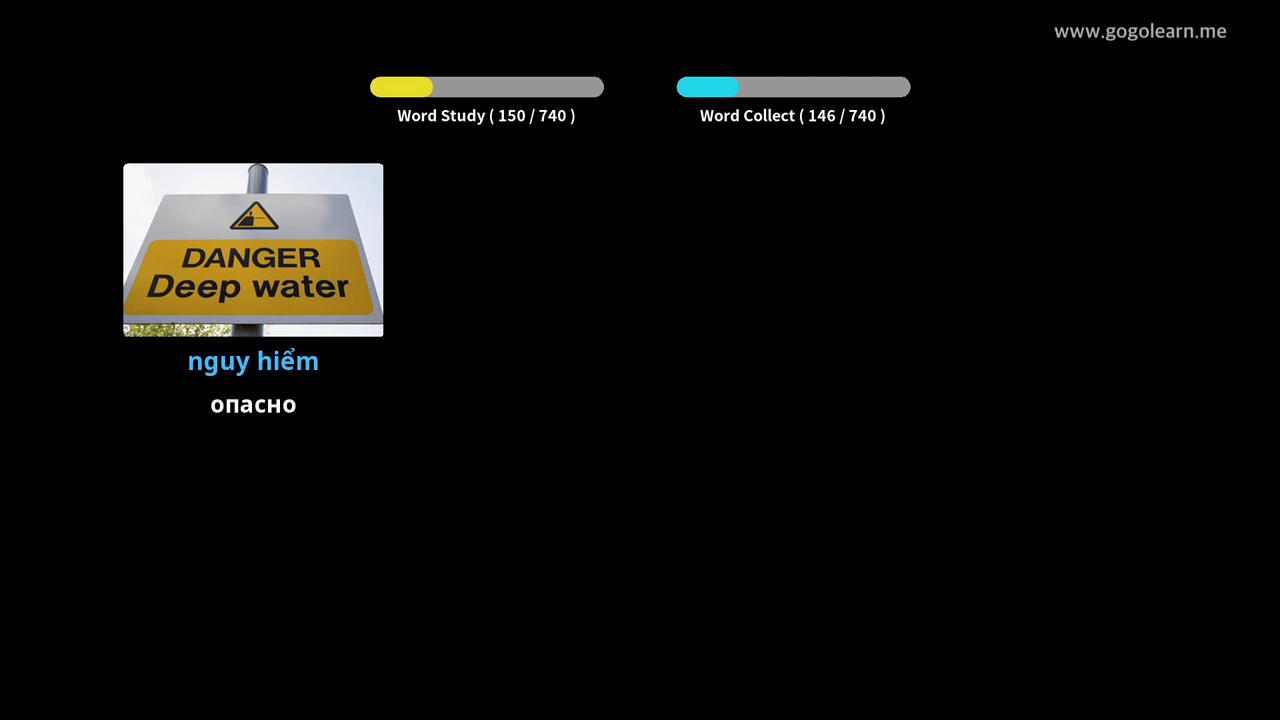 www.gogolearn.me
Word Study ( 150 / 740 )
Word Collect ( 146 / 740 )
DANGER
Deep water
nguy hiểm
опасно